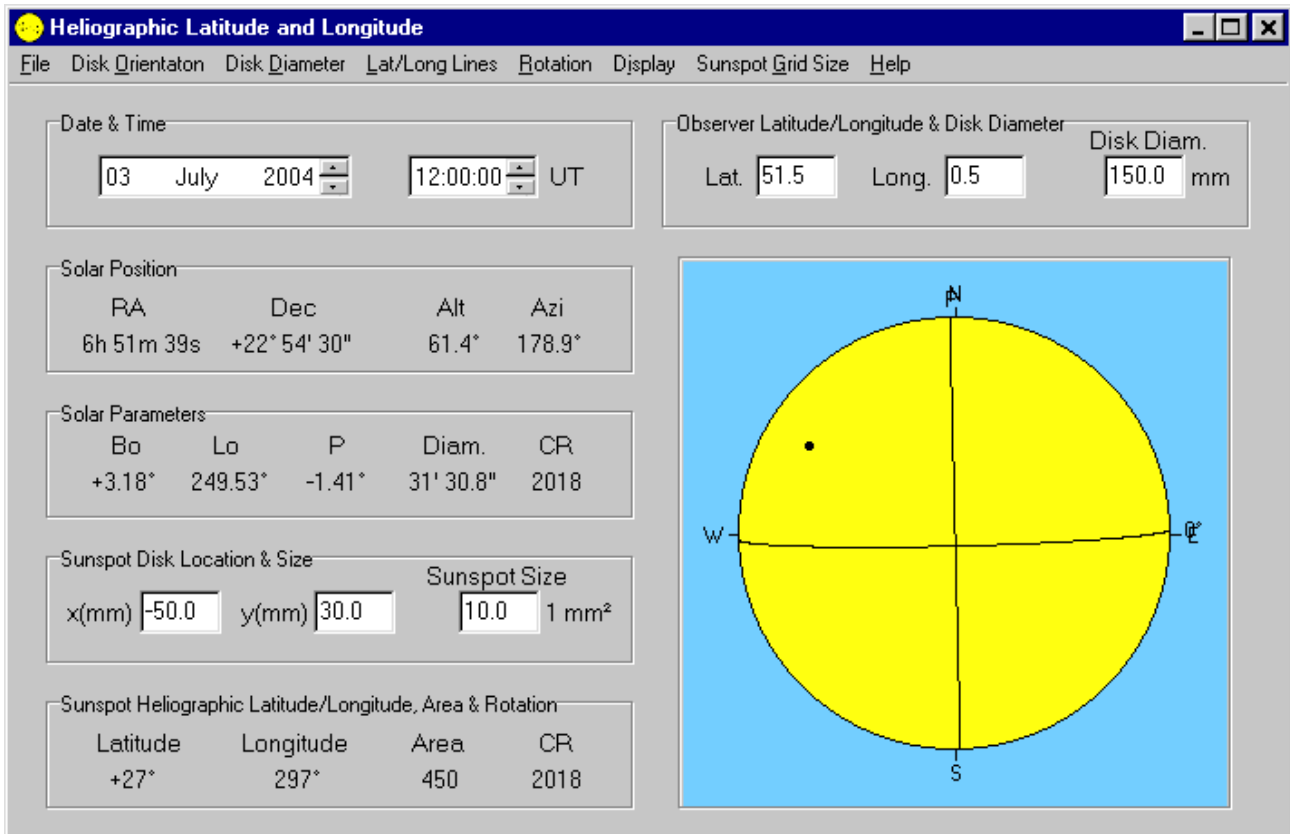 Heliographic Latitude and Longitude
File Disk Orientaton Disk Diameter Lat/Long Lines Rotation Display Sunspot Grid Size Help
Date & Time
03 July 2004 12:00:00 UT
Observer Latitude/Longitude & Disk Diameter
Disk Diam.
Lat. 51.5 Long. 0.5 150.0 mm
Solar Position
RA Dec Alt Azi
6h 51m 39s +22° 54' 30" 61.4° 178.9°
Solar Parameters
Bo Lo P Diam. CR
+3.18° 249.53° -1.41° 31' 30.8" 2018
Sunspot Disk Location & Size
Sunspot Size
x(mm) -50.0 y(mm) 30.0 10.0 1 mm²
Sunspot Heliographic Latitude/Longitude, Area & Rotation
Latitude Longitude Area CR
+27° 297° 450 2018
N
W
E
S